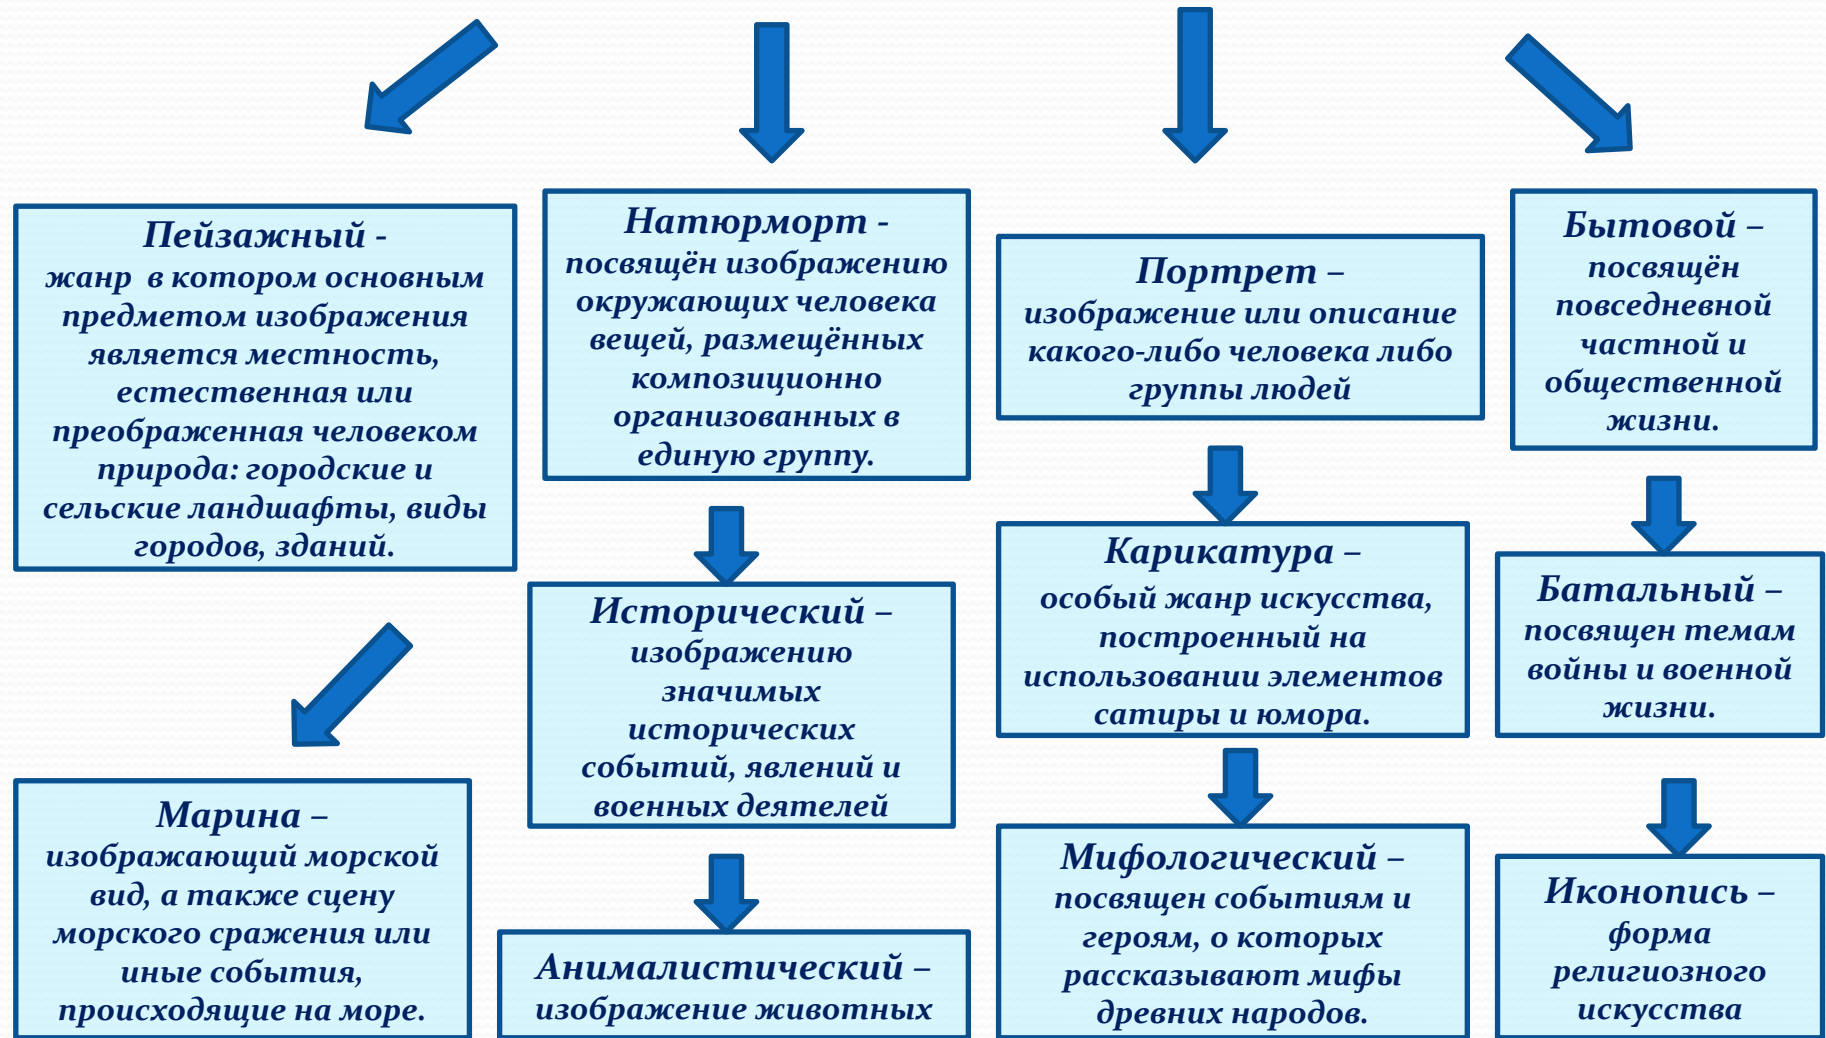 Пейзажный -
жанр в котором основным
предметом изображения
является местность,
естественная или
преображенная человеком
природа: городские и
сельские ландшафты, виды
городов, зданий.
Марина –
изображающий морской
вид, а также сцену
морского сражения или
иные события,
происходящие на море.
Натюрморт -
посвящён изображению
окружающих человека
вещей, размещённых
композиционно
организованных в
единую группу.
Исторический –
изображению
значимых
исторических
событий, явлений и
военных деятелей
Анималистический –
изображение животных
Портрет –
изображение или описание
какого-либо человека либо
группы людей
Карикатура –
особый жанр искусства,
построенный на
использовании элементов
сатиры и юмора.
Мифологический –
посвящен событиям и
героям, о которых
рассказывают мифы
древних народов.
Бытовой –
посвящён
повседневной
частной и
общественной
жизни.
Батальный –
посвящен темам
войны и военной
жизни.
Иконопись –
форма
религиозного
искусства